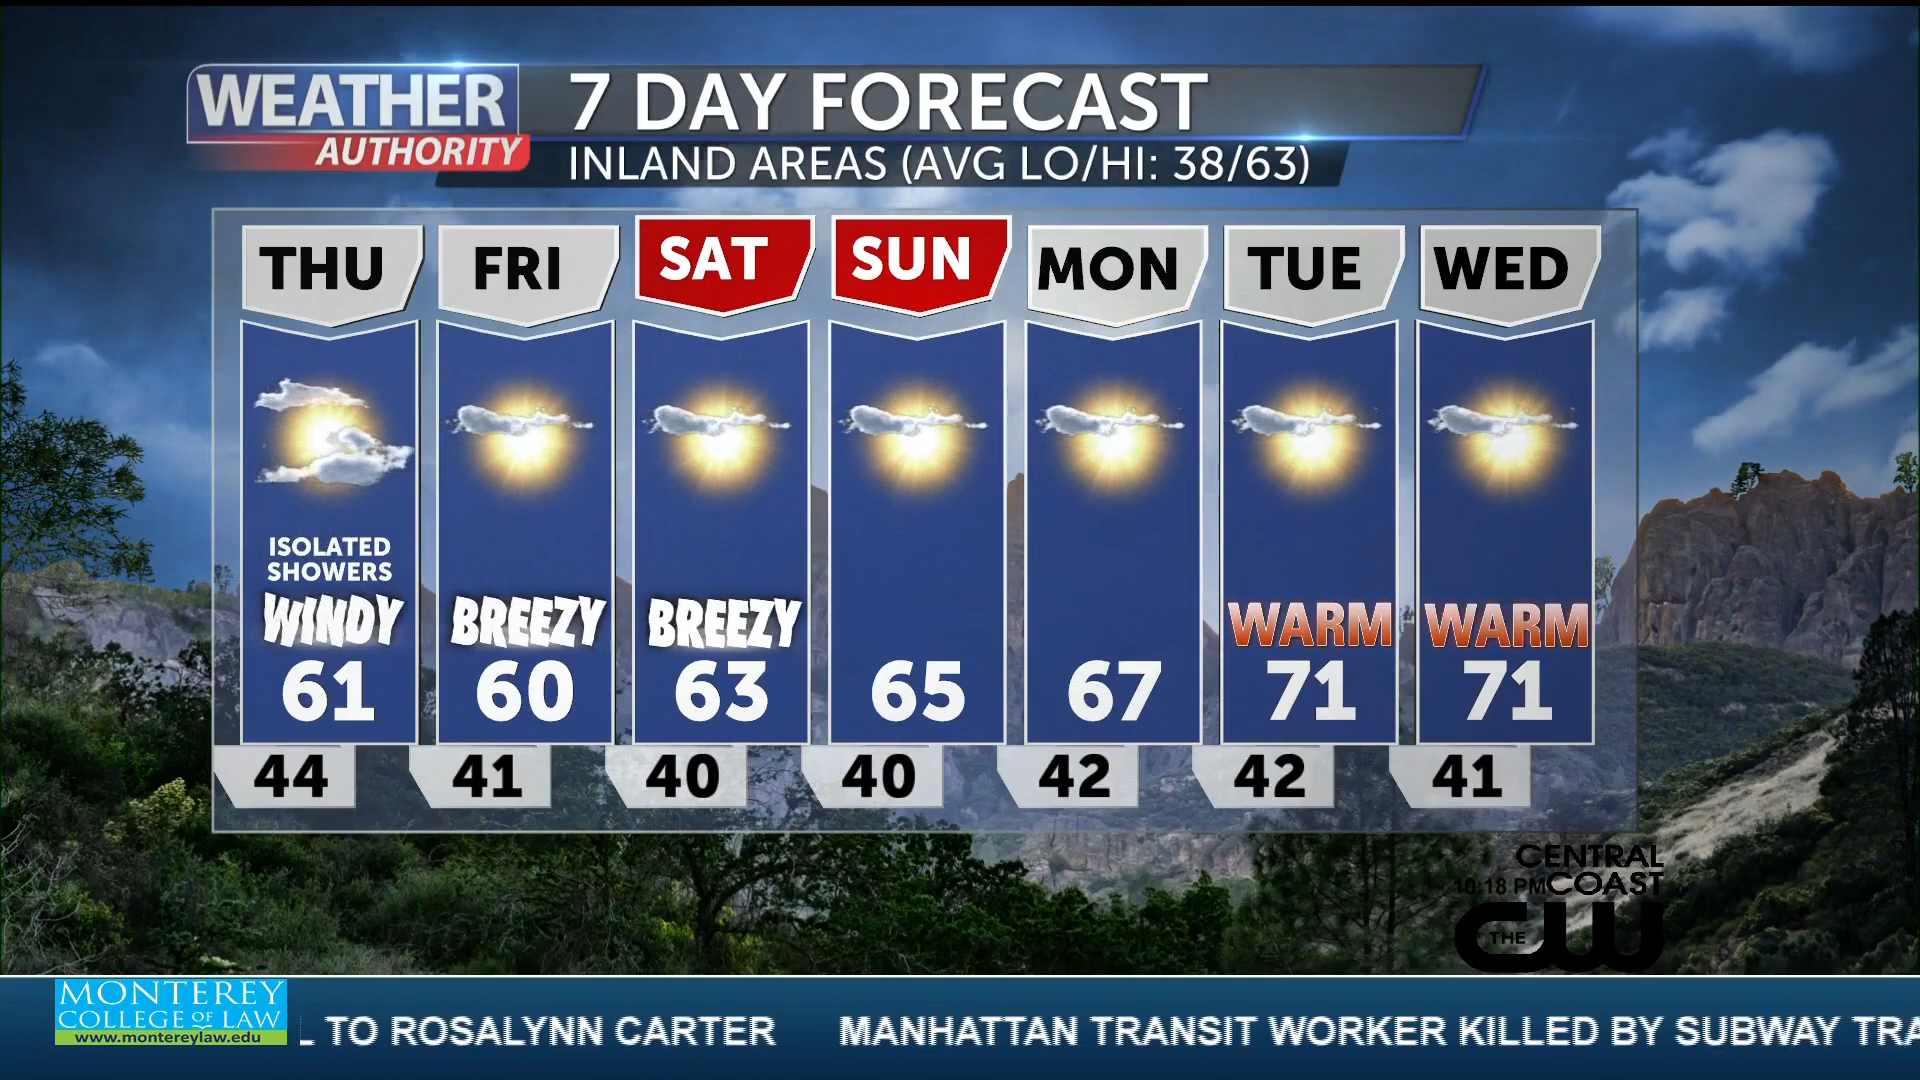 WEATHER
AUTHORITY
7 DAY FORECAST
INLAND AREAS (AVG LO/HI: 38/63)
THU FRI SAT SUN MON TUE WED
ISOLATED
SHOWERS
WINDY BREEZY BREEZY WARM WARM
61 60 63 65 67 71 71
44 41 40 40 42 42 41
CENTRAL
10:18 PM COAST
THE CW
MONTEREY
COLLEGE OF LAW
www.montereylaw.edu
TO ROSALYNN CARTER MANHATTAN TRANSIT WORKER KILLED BY SUBWAY